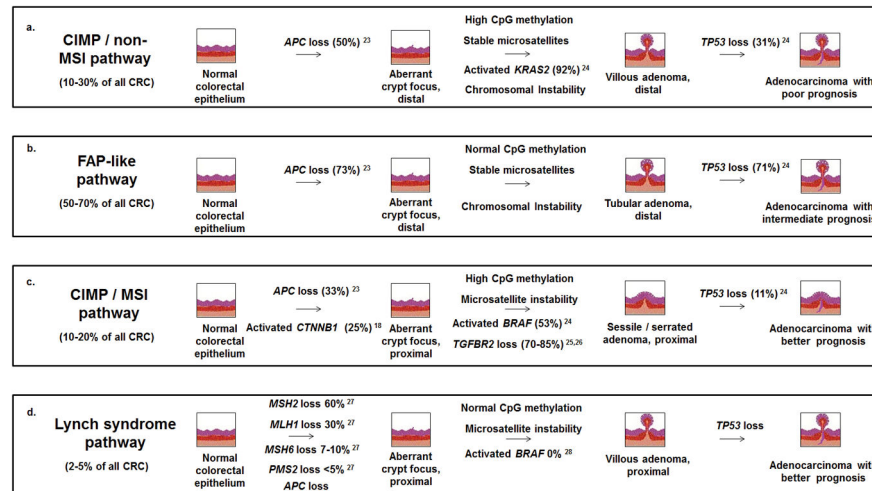 a.
CIMP / non-
MSI pathway
(10-30% of all CRC)
Normal
colorectal
epithelium
APC loss (50%) 23
Aberrant
crypt focus,
distal
High CpG methylation
Stable microsatellites
Activated KRAS2 (92%) 24
Chromosomal Instability
Villous adenoma,
distal
TP53 loss (31%) 24
Adenocarcinoma with
poor prognosis
b.
FAP-like
pathway
(50-70% of all CRC)
Normal
colorectal
epithelium
APC loss (73%) 23
Aberrant
crypt focus,
distal
Normal CpG methylation
Stable microsatellites
Chromosomal Instability
Tubular adenoma,
distal
TP53 loss (71%) 24
Adenocarcinoma with
intermediate prognosis
c.
CIMP / MSI
pathway
(10-20% of all CRC)
Normal
colorectal
epithelium
APC loss (33%) 23
Activated CTNNB1 (25%) 18
Aberrant
crypt focus,
proximal
High CpG methylation
Microsatellite instability
Activated BRAF (53%) 24
TGFBR2 loss (70-85%) 25,26
Sessile / serrated
adenoma, proximal
TP53 loss (11%) 24
Adenocarcinoma with
better prognosis
d.
Lynch syndrome
pathway
(2-5% of all CRC)
Normal
colorectal
epithelium
MSH2 loss 60% 27
MLH1 loss 30% 27
MSH6 loss 7-10% 27
PMS2 loss <5% 27
APC loss
Aberrant
crypt focus,
proximal
Normal CpG methylation
Microsatellite instability
Activated BRAF 0% 28
Villous adenoma,
proximal
TP53 loss
Adenocarcinoma with
better prognosis